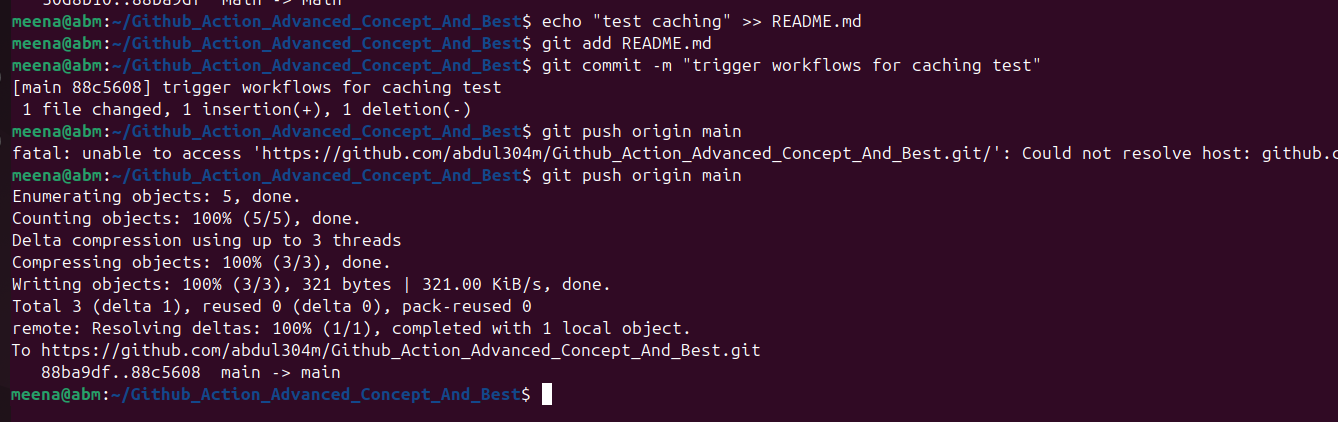 meena@abm:~/Github_Action_Advanced_Concept_And_Best$ echo "test caching" >> README.md
meena@abm:~/Github_Action_Advanced_Concept_And_Best$ git add README.md
meena@abm:~/Github_Action_Advanced_Concept_And_Best$ git commit -m "trigger workflows for caching test"
[main 88c5608] trigger workflows for caching test
 1 file changed, 1 insertion(+), 1 deletion(-)
meena@abm:~/Github_Action_Advanced_Concept_And_Best$ git push origin main
fatal: unable to access 'https://github.com/abdul304m/Github_Action_Advanced_Concept_And_Best.git/': Could not resolve host: github.c
meena@abm:~/Github_Action_Advanced_Concept_And_Best$ git push origin main
Enumerating objects: 5, done.
Counting objects: 100% (5/5), done.
Delta compression using up to 3 threads
Compressing objects: 100% (3/3), done.
Writing objects: 100% (3/3), 321 bytes | 321.00 KiB/s, done.
Total 3 (delta 1), reused 0 (delta 0), pack-reused 0
remote: Resolving deltas: 100% (1/1), completed with 1 local object.
To https://github.com/abdul304m/Github_Action_Advanced_Concept_And_Best.git
   88ba9df..88c5608  main -> main
meena@abm:~/Github_Action_Advanced_Concept_And_Best$